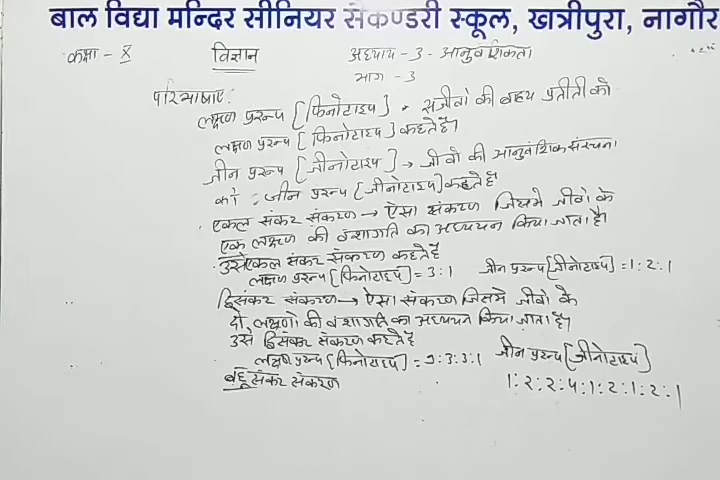 बाल विद्या मन्दिर सीनियर सैकण्डरी स्कूल, खत्रीपुरा, नागौर
कक्षा - X विज्ञान अध्याय - 3 - आनुवंशिकता
भाग - 3
परिभाषाएं :
लक्षण प्ररूप [फिनोटाइप] → सजीवों की बाह्य प्रतीती को
लक्षण प्ररूप [फिनोटाइप] कहते है।
जीन प्ररूप [जीनोटाइप] → जीवो की आनुवंशिक संरचना
को जीन प्ररूप [जीनोटाइप] कहते है
एकल संकर संकरण → ऐसा संकरण जिसमे जीवो के
एक लक्षण की वंशागति का अध्ययन किया जाता है।
उसे एकल संकर संकरण कहते है
लक्षण प्ररूप [फिनोटाइप] = 3 : 1 जीन प्ररूप [जीनोटाइप] = 1 : 2 : 1
द्विसंकर संकरण → ऐसा संकरण जिसमे जीवो के
दो लक्षणो की वंशागति का अध्ययन किया जाता है।
उसे द्विसंकर संकरण कहते है
लक्षण प्ररूप [फिनोटाइप] = 9 : 3 : 3 : 1 जीन प्ररूप [जीनोटाइप]
बहू संकर संकरण 1 : 2 : 2 : 4 : 1 : 2 : 1 : 2 : 1